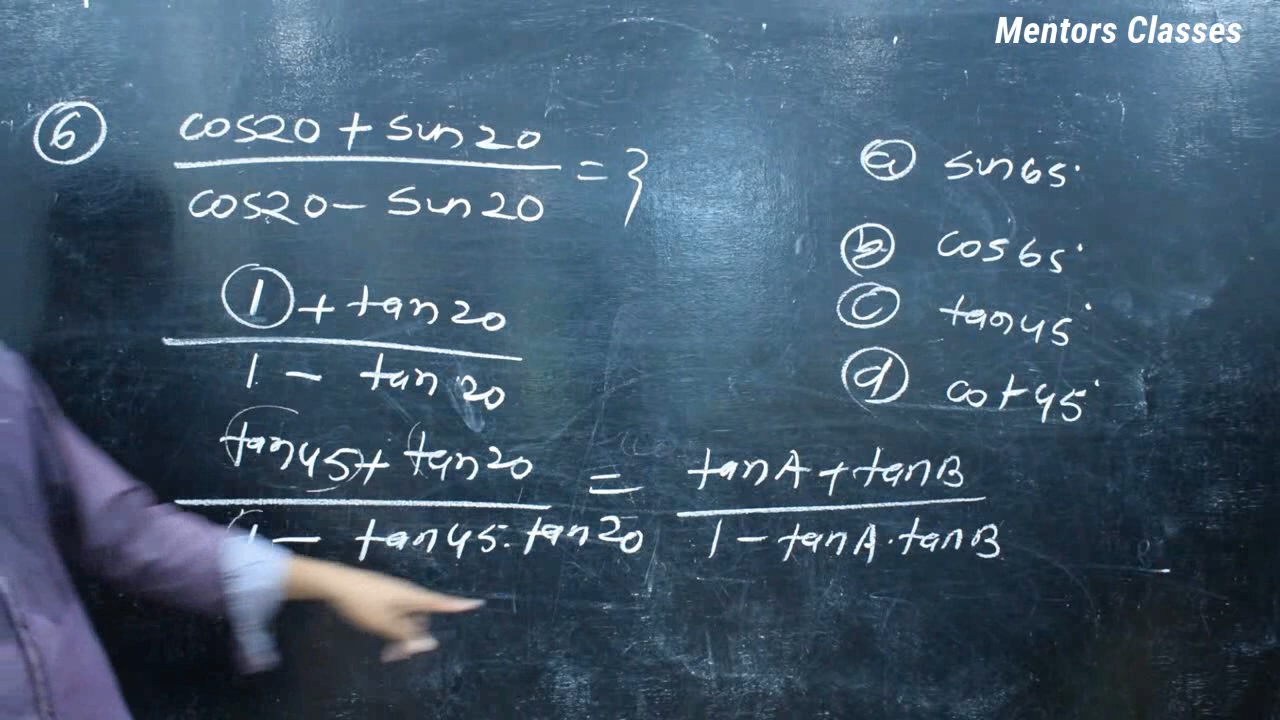 Mentors Classes
⑥ cos20 + sin20
cos20 - sin20 = ?
1 + tan20
1 - tan20
tan45 + tan20
1 - tan45.tan20 = tanA + tanB
1 - tanA.tanB
ⓐ sin65°
ⓑ cos65°
ⓒ tan45°
ⓓ cot45°